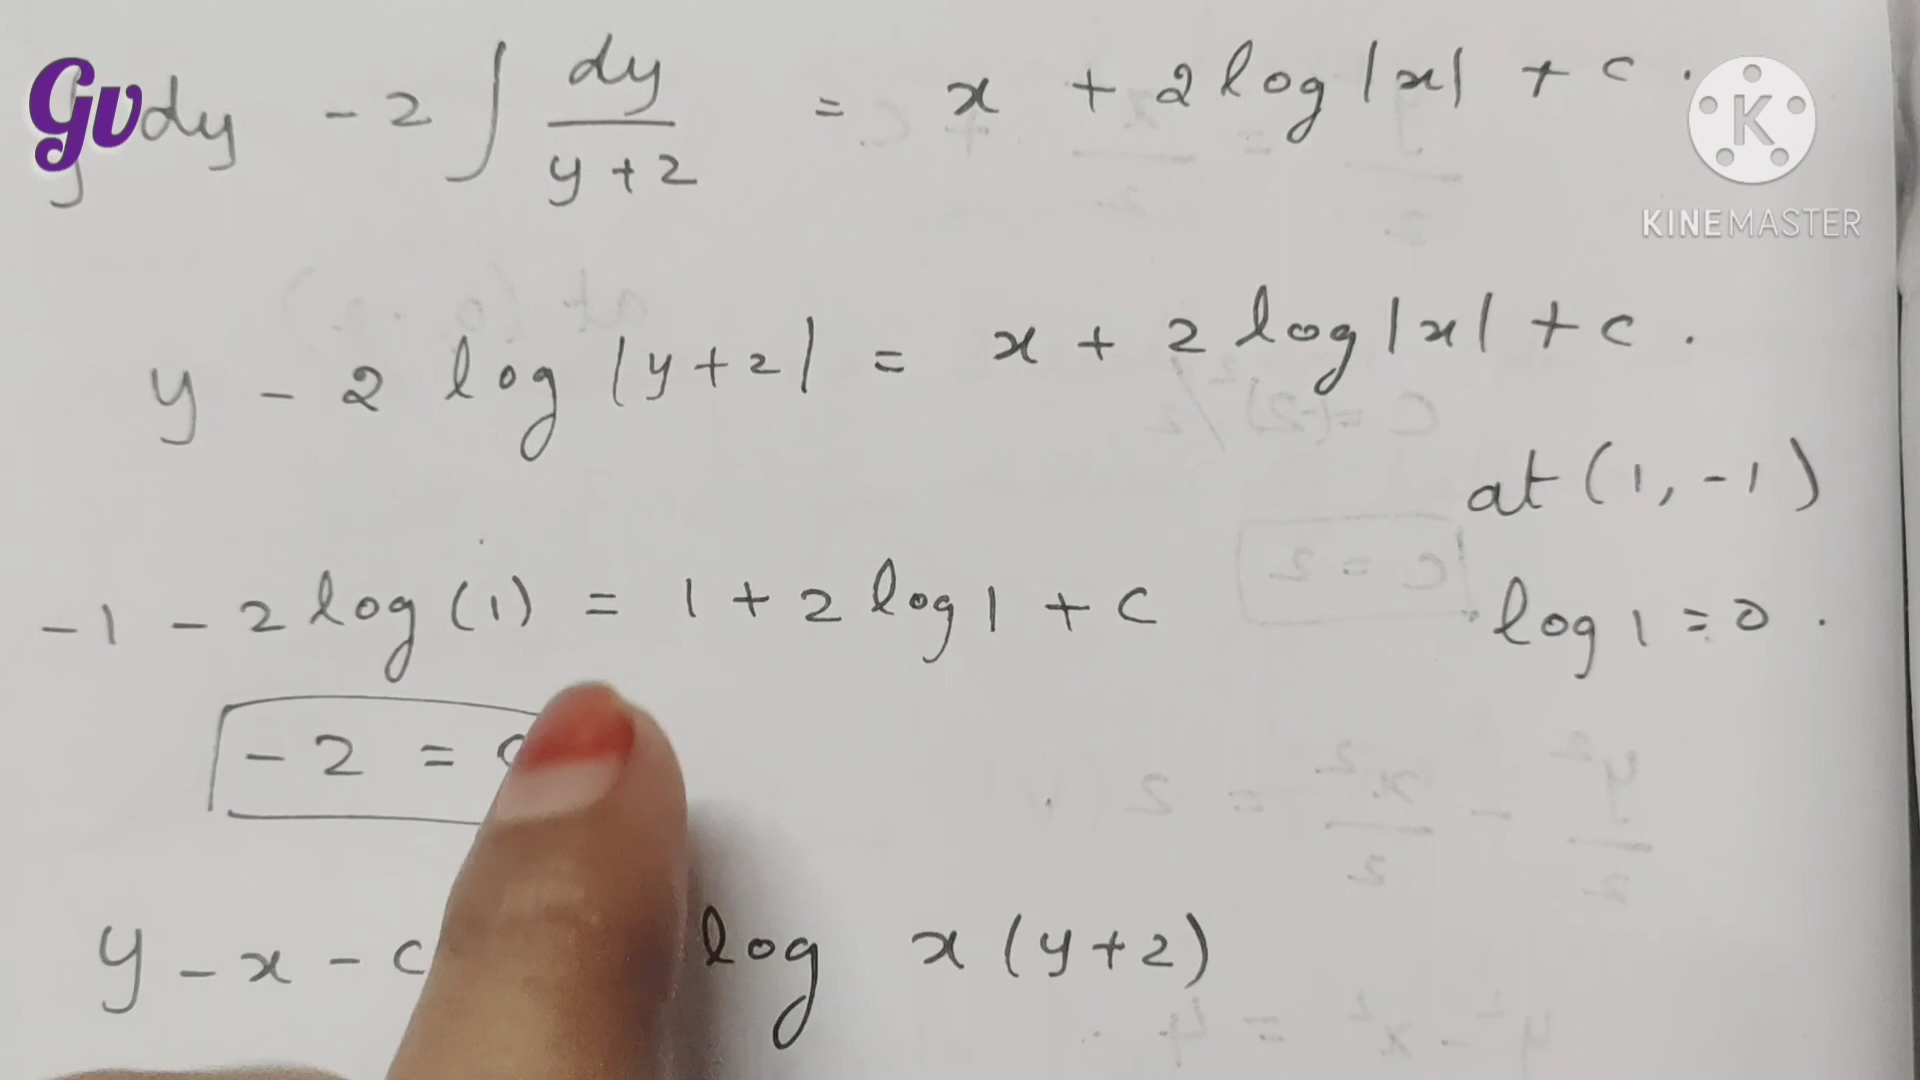 Gv
∫dy - 2 ∫ dy/(y+2) = x + 2 log|x| + c.
KINEMASTER
y - 2 log |y+2| = x + 2 log|x| + c.
at (1, -1)
-1 - 2 log(1) = 1 + 2 log 1 + c
log 1 = 0.
-2 =
y - x - c log x (y+2)